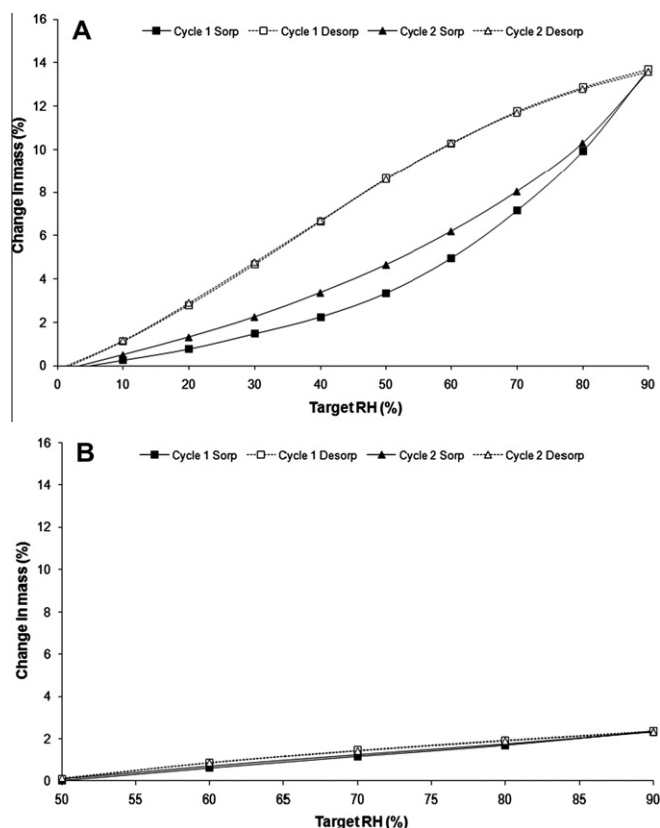 A
Cycle 1 Sorp Cycle 1 Desorp Cycle 2 Sorp Cycle 2 Desorp
16
14
12
10
8
6
4
2
0
Change In mass (%)
0 10 20 30 40 50 60 70 80 90
Target RH (%)
B
Cycle 1 Sorp Cycle 1 Desorp Cycle 2 Sorp Cycle 2 Desorp
16
14
12
10
8
6
4
2
0
Change In mass (%)
50 55 60 65 70 75 80 85 90
Target RH (%)